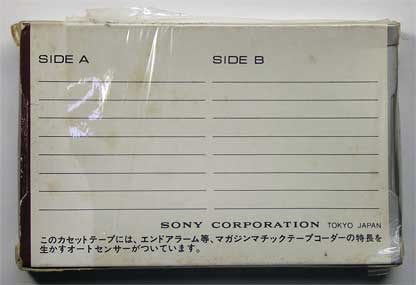 SIDE A SIDE B
SONY CORPORATION TOKYO JAPAN
このカセットテープには、エンドアラーム等、マガジンマチックテープコーダーの特長を
生かすオートセンサーがついています。